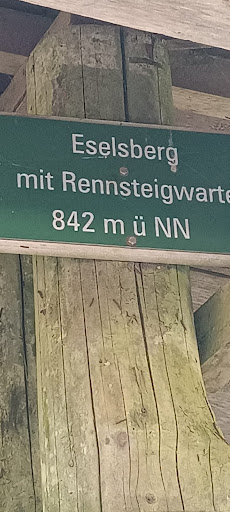 Eselsberg
mit Rennsteigwarte
842 m ü NN